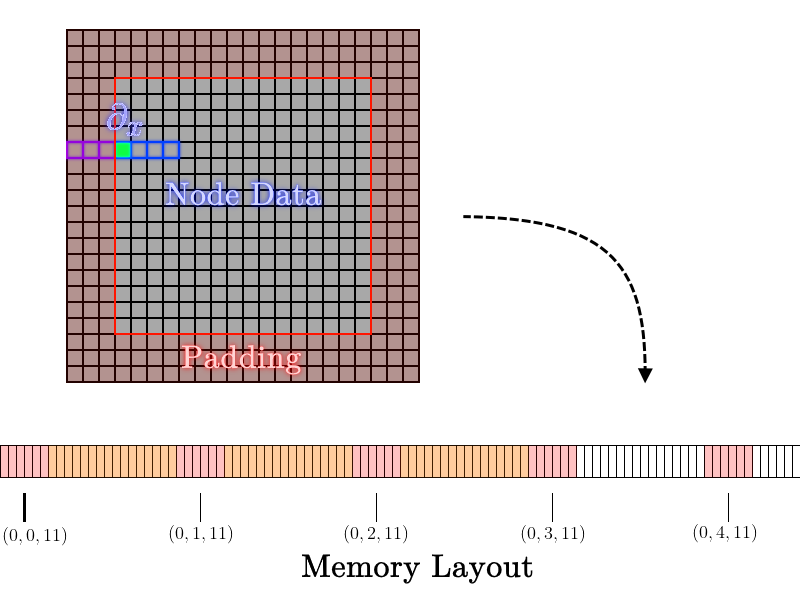 ∂x
Node Data
Padding
(0, 0, 11)
(0, 1, 11)
(0, 2, 11)
(0, 3, 11)
(0, 4, 11)
Memory Layout